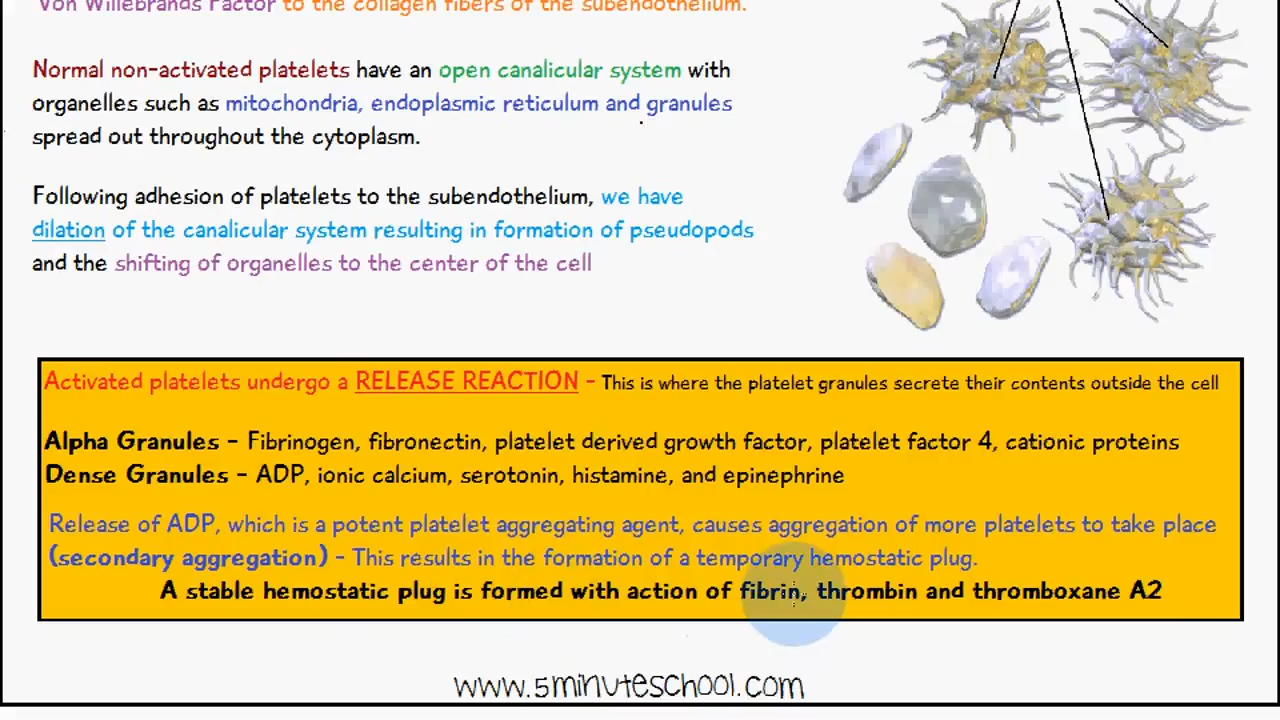 Von Willebrands Factor to the collagen fibers of the subendothelium.
Normal non-activated platelets have an open canalicular system with
organelles such as mitochondria, endoplasmic reticulum and granules
spread out throughout the cytoplasm.
Following adhesion of platelets to the subendothelium, we have
dilation of the canalicular system resulting in formation of pseudopods
and the shifting of organelles to the center of the cell
Activated platelets undergo a RELEASE REACTION - This is where the platelet granules secrete their contents outside the cell
Alpha Granules - Fibrinogen, fibronectin, platelet derived growth factor, platelet factor 4, cationic proteins
Dense Granules - ADP, ionic calcium, serotonin, histamine, and epinephrine
Release of ADP, which is a potent platelet aggregating agent, causes aggregation of more platelets to take place
(secondary aggregation) - This results in the formation of a temporary hemostatic plug.
A stable hemostatic plug is formed with action of fibrin, thrombin and thromboxane A2
www.5minuteschool.com